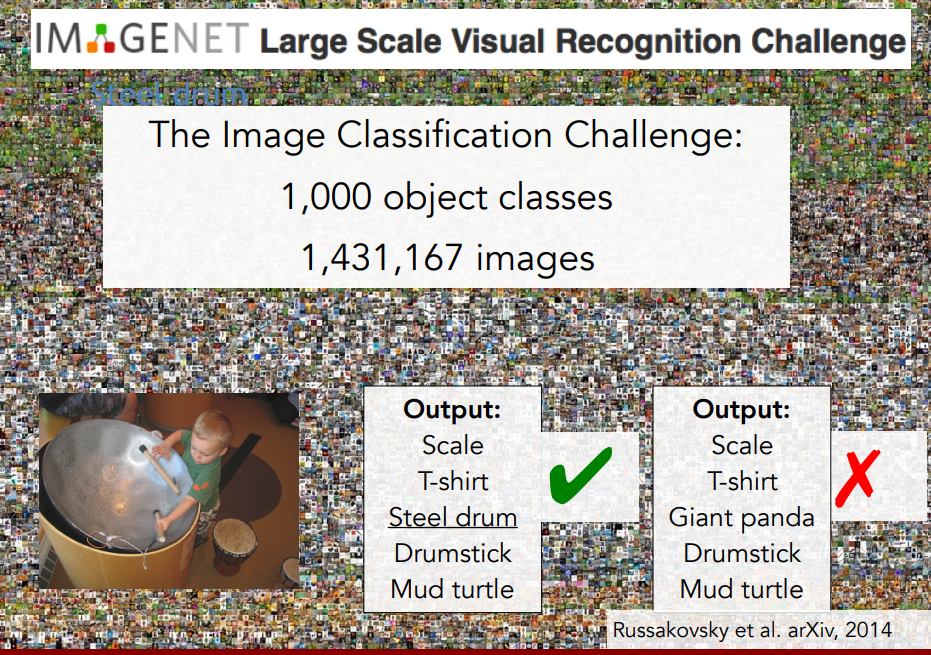 IMAGENET Large Scale Visual Recognition Challenge
Steel drum
The Image Classification Challenge:
1,000 object classes
1,431,167 images
Output:
Scale
T-shirt
Steel drum
Drumstick
Mud turtle
Output:
Scale
T-shirt
Giant panda
Drumstick
Mud turtle
Russakovsky et al. arXiv, 2014